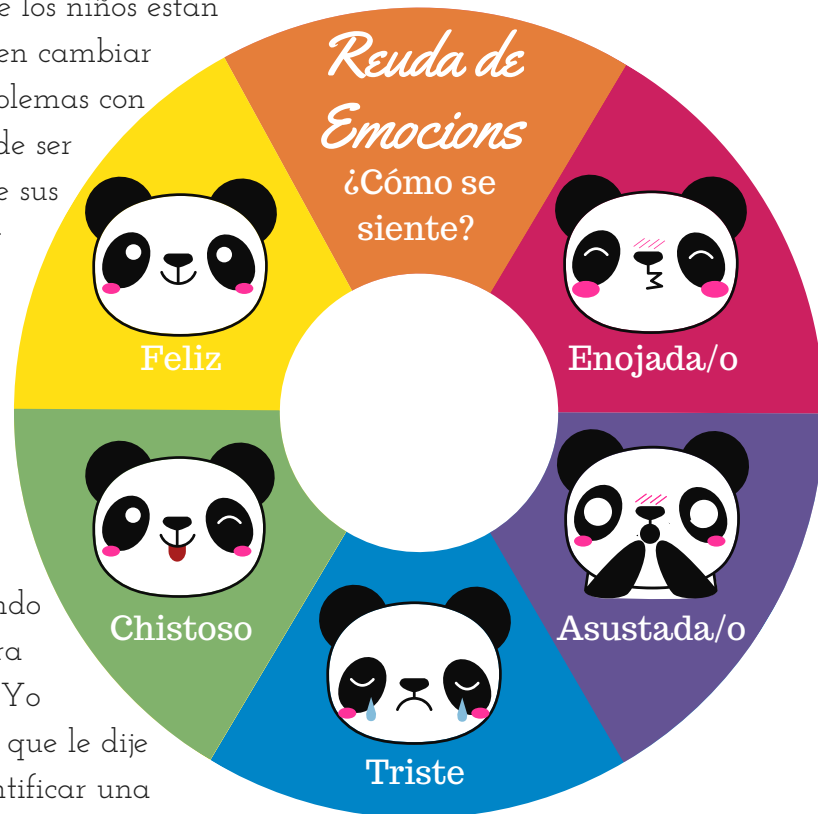 e los niños están
en cambiar
olemas con
de ser
e sus
Reuda de
Emocions
¿Cómo se
siente?
Feliz
Enojada/o
Chistoso
Asustada/o
Triste
ndo
ra
Yo
que le dije
ntificar una